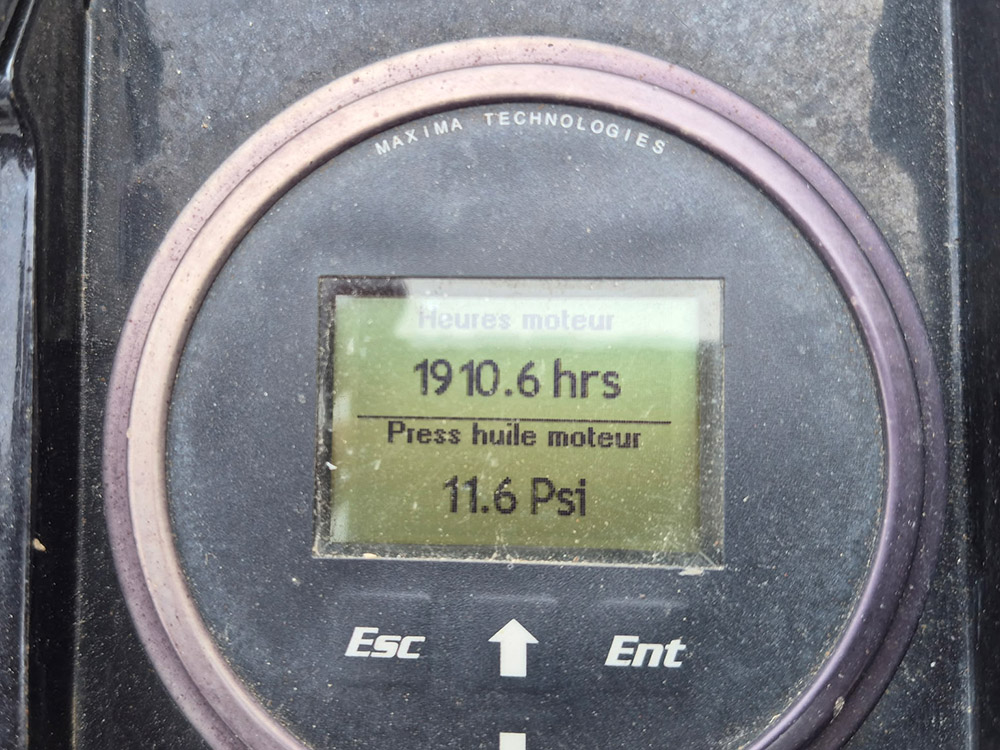 MAXIMA TECHNOLOGIES
Heures moteur
1910.6 hrs
Press huile moteur
11.6 Psi
Esc
Ent